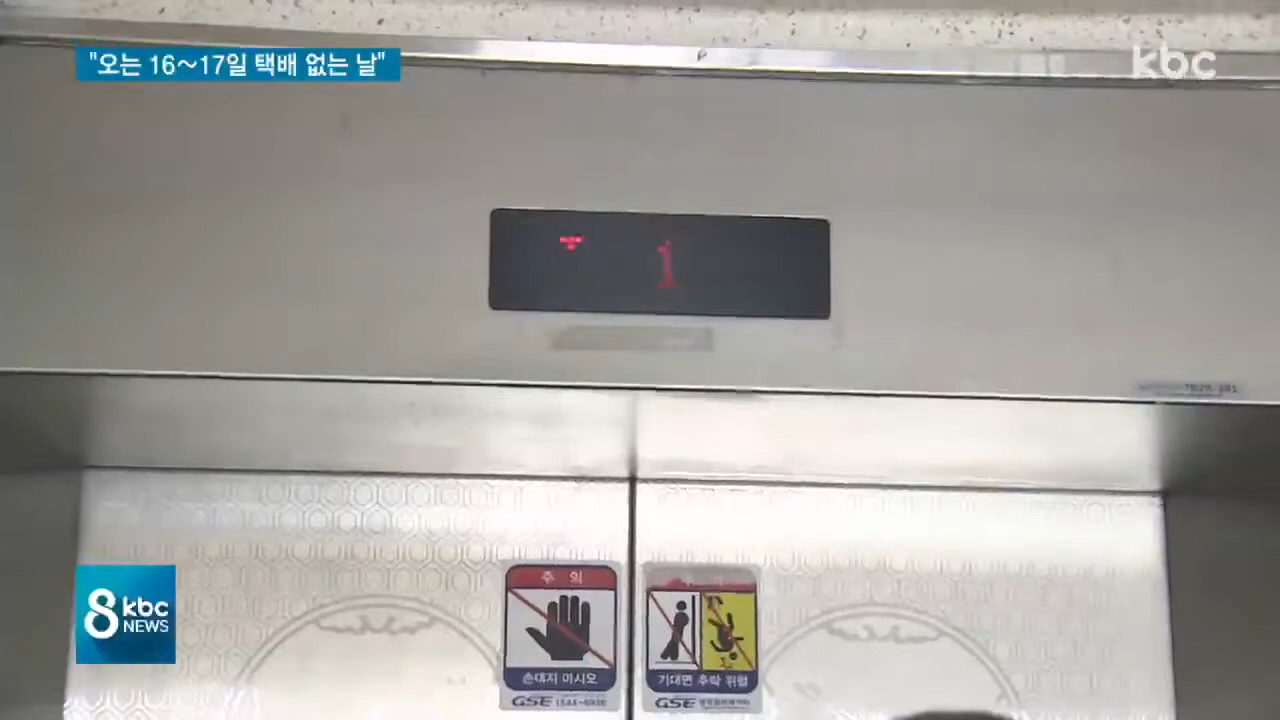 "오는 16~17일 택배 없는 날"
kbc
1
주 의
손대지 마시오
기대면 추락 위험
GSE
GSE
8 kbc
NEWS